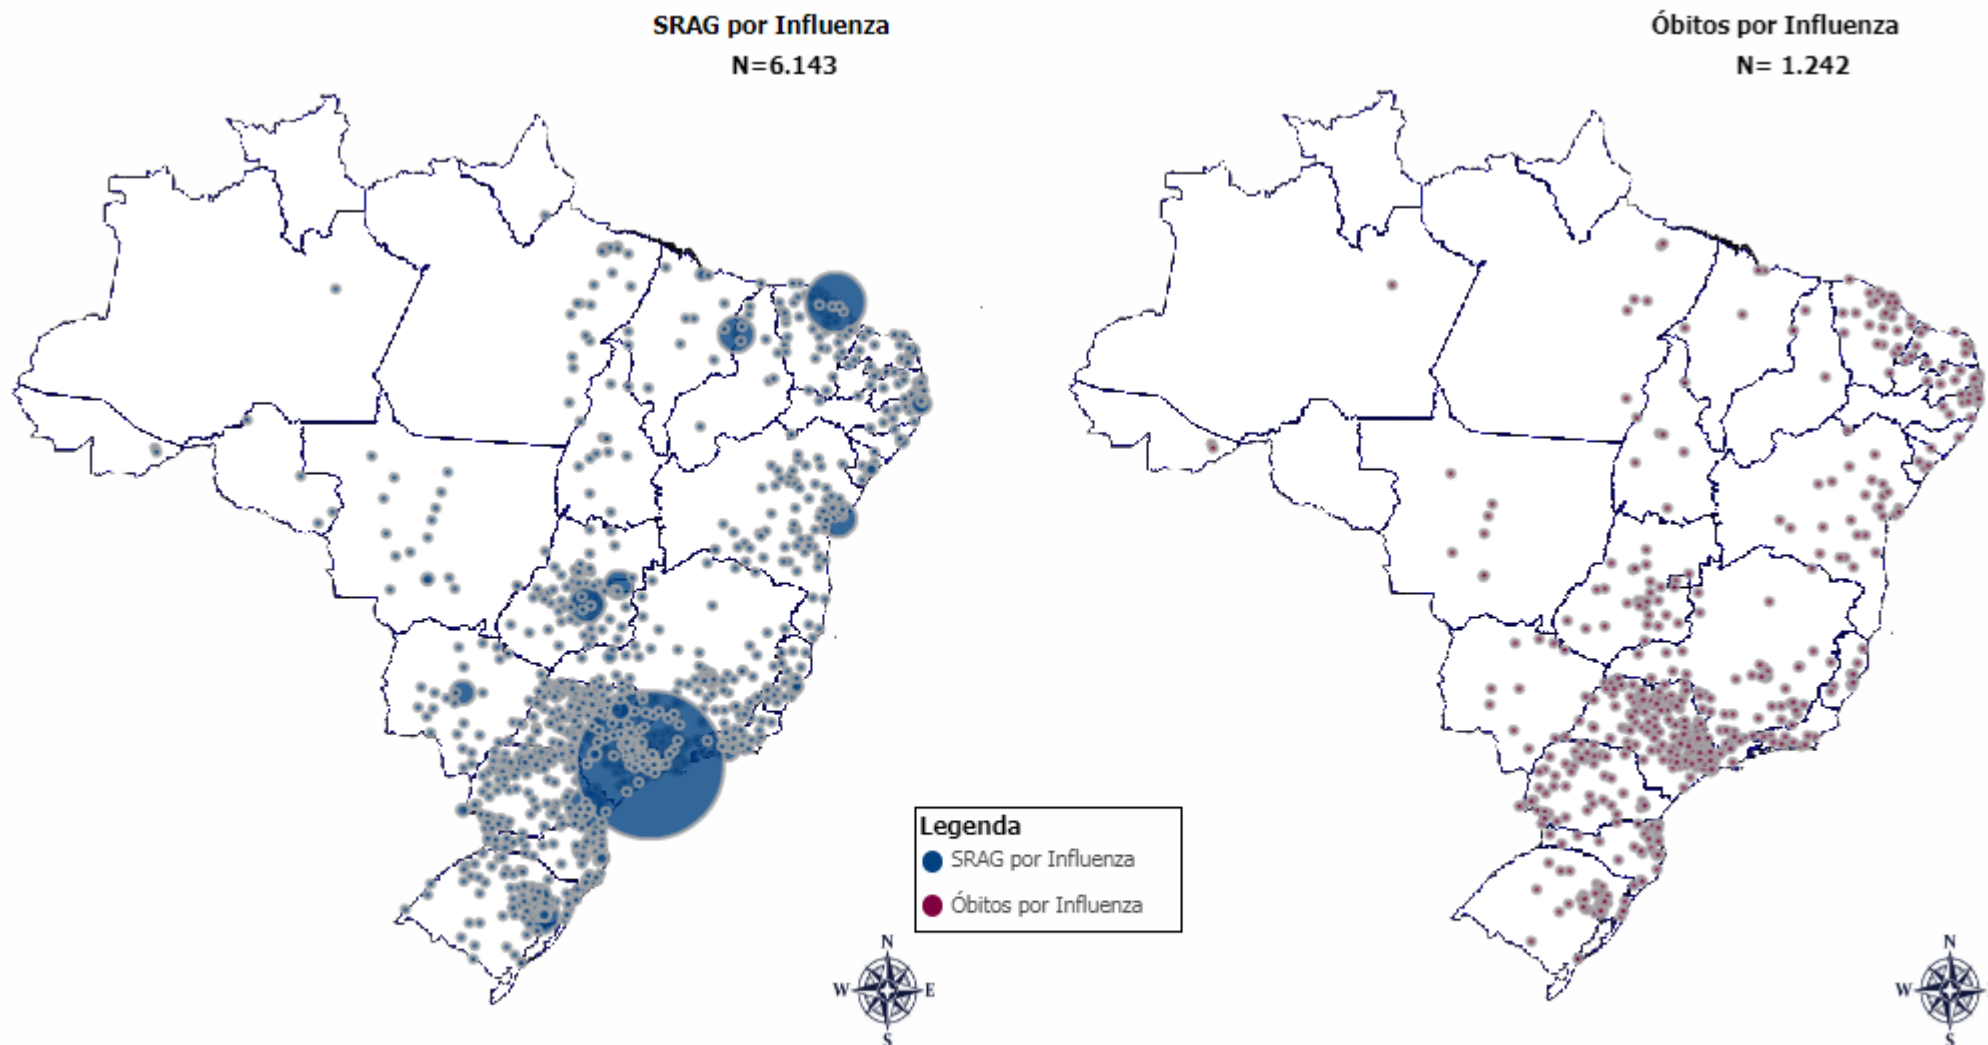 SRAG por Influenza
N=6.143
Óbitos por Influenza
N= 1.242
Legenda
SRAG por Influenza
Óbitos por Influenza
N
W E
S
N
W
S